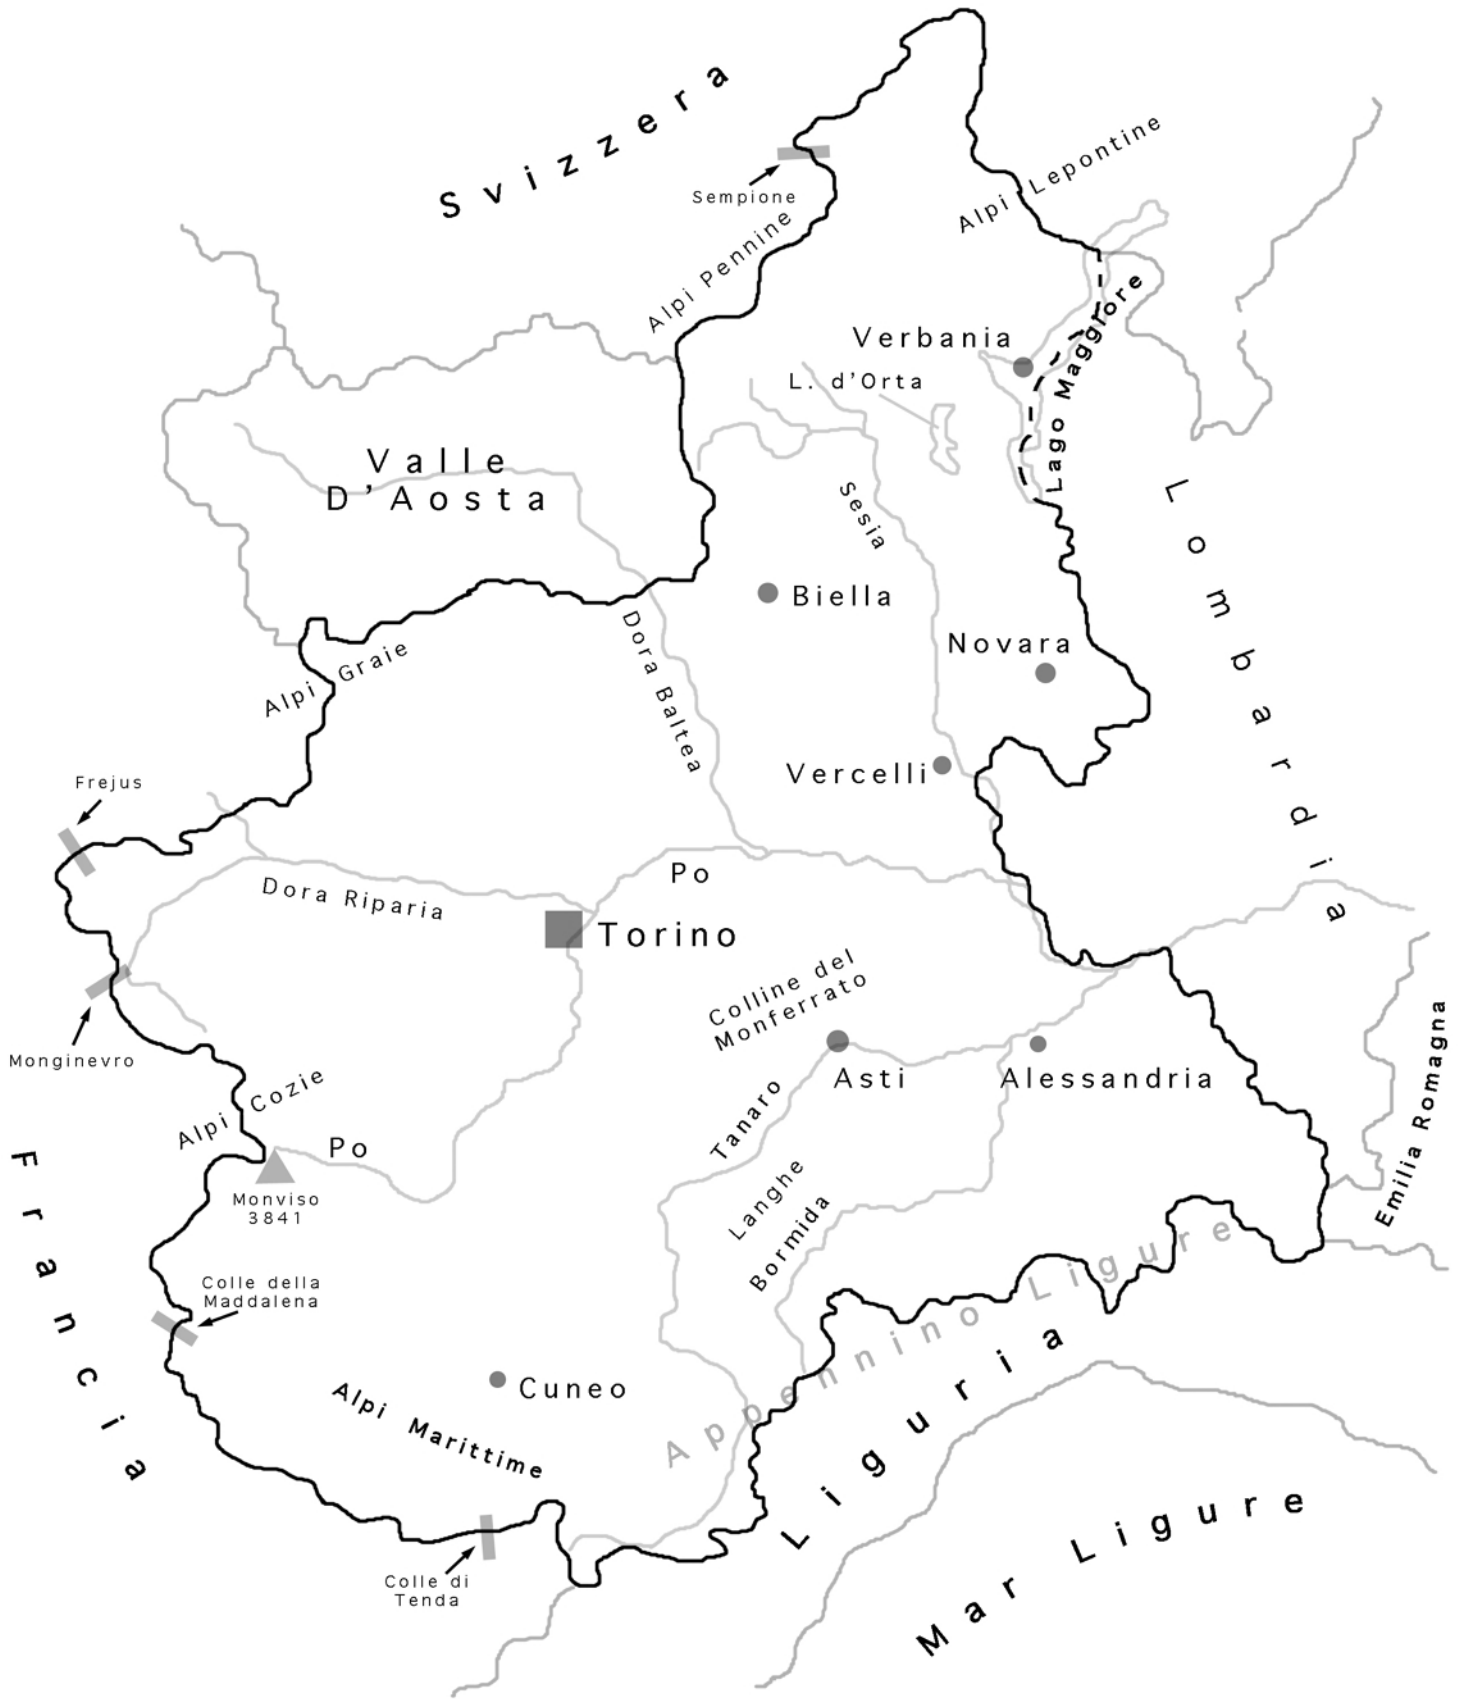 Svizzera
Alpi Lepontine
Sempione
Alpi Pennine
Lago Maggiore
Verbania
L. d'Orta
Valle
D'Aosta
Sesia
Lombardia
Biella
Novara
Dora Baltea
Alpi Graie
Vercelli
Frejus
Po
Dora Riparia
Torino
Colline del
Monferrato
Monginevro
Asti
Alessandria
Emilia Romagna
Alpi Cozie
Tanaro
Po
Monviso
3841
Langhe
Bormida
Francia
Colle della
Maddalena
Appennino Ligure
Liguria
Cuneo
Alpi Marittime
Mar Ligure
Colle di
Tenda